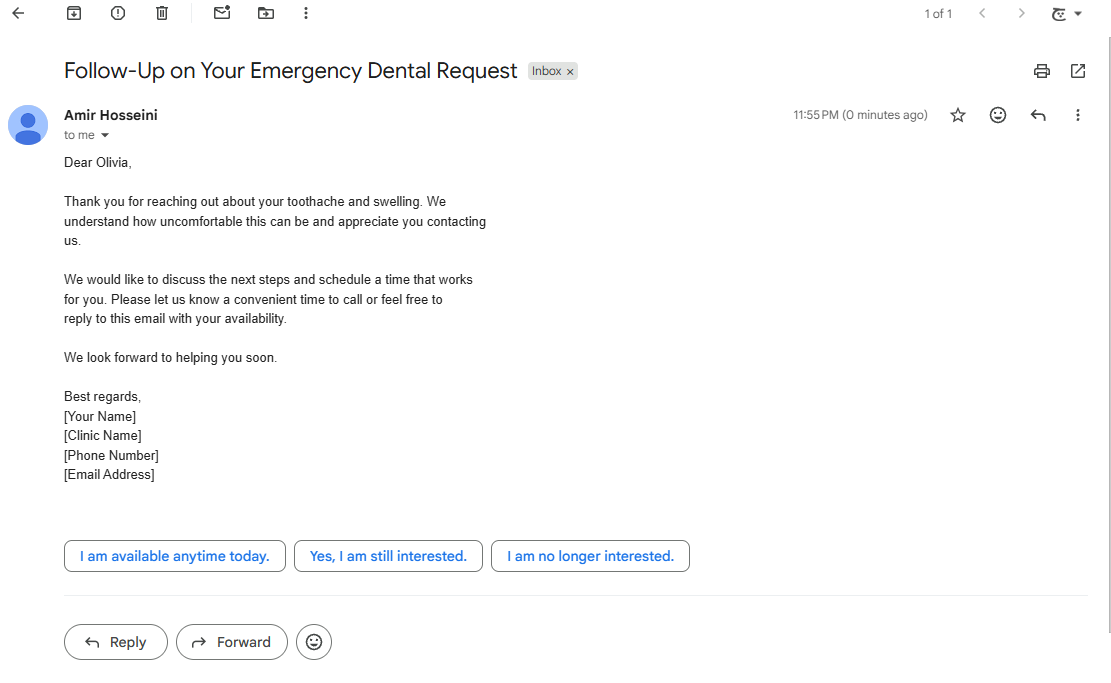 1 of 1
Follow-Up on Your Emergency Dental Request
Inbox ×
Amir Hosseini
11:55 PM (0 minutes ago)
to me
Dear Olivia,
Thank you for reaching out about your toothache and swelling. We
understand how uncomfortable this can be and appreciate you contacting
us.
We would like to discuss the next steps and schedule a time that works
for you. Please let us know a convenient time to call or feel free to
reply to this email with your availability.
We look forward to helping you soon.
Best regards,
[Your Name]
[Clinic Name]
[Phone Number]
[Email Address]
I am available anytime today.
Yes, I am still interested.
I am no longer interested.
Reply
Forward